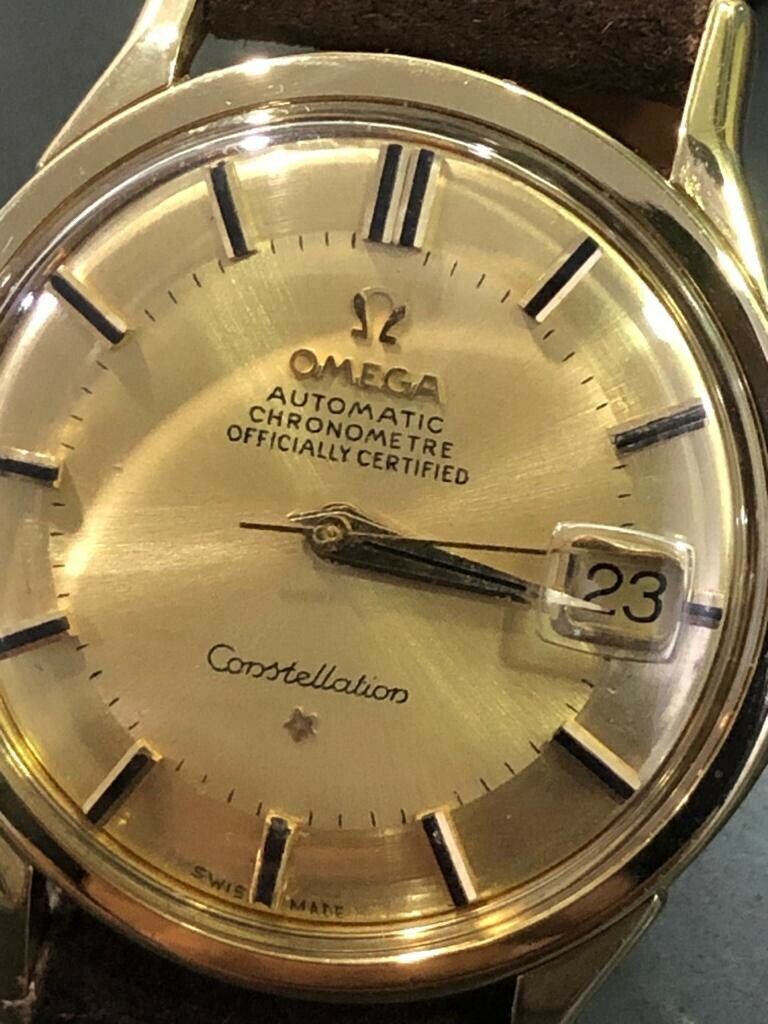 Ω
OMEGA
AUTOMATIC
CHRONOMETRE
OFFICIALLY CERTIFIED
23
Constellation
SWISS MADE